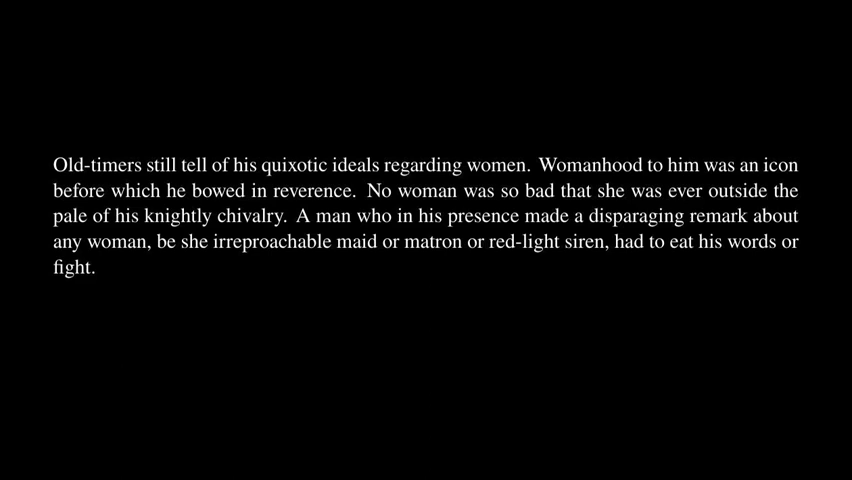 Old-timers still tell of his quixotic ideals regarding women. Womanhood to him was an icon
before which he bowed in reverence. No woman was so bad that she was ever outside the
pale of his knightly chivalry. A man who in his presence made a disparaging remark about
any woman, be she irreproachable maid or matron or red-light siren, had to eat his words or
fight.